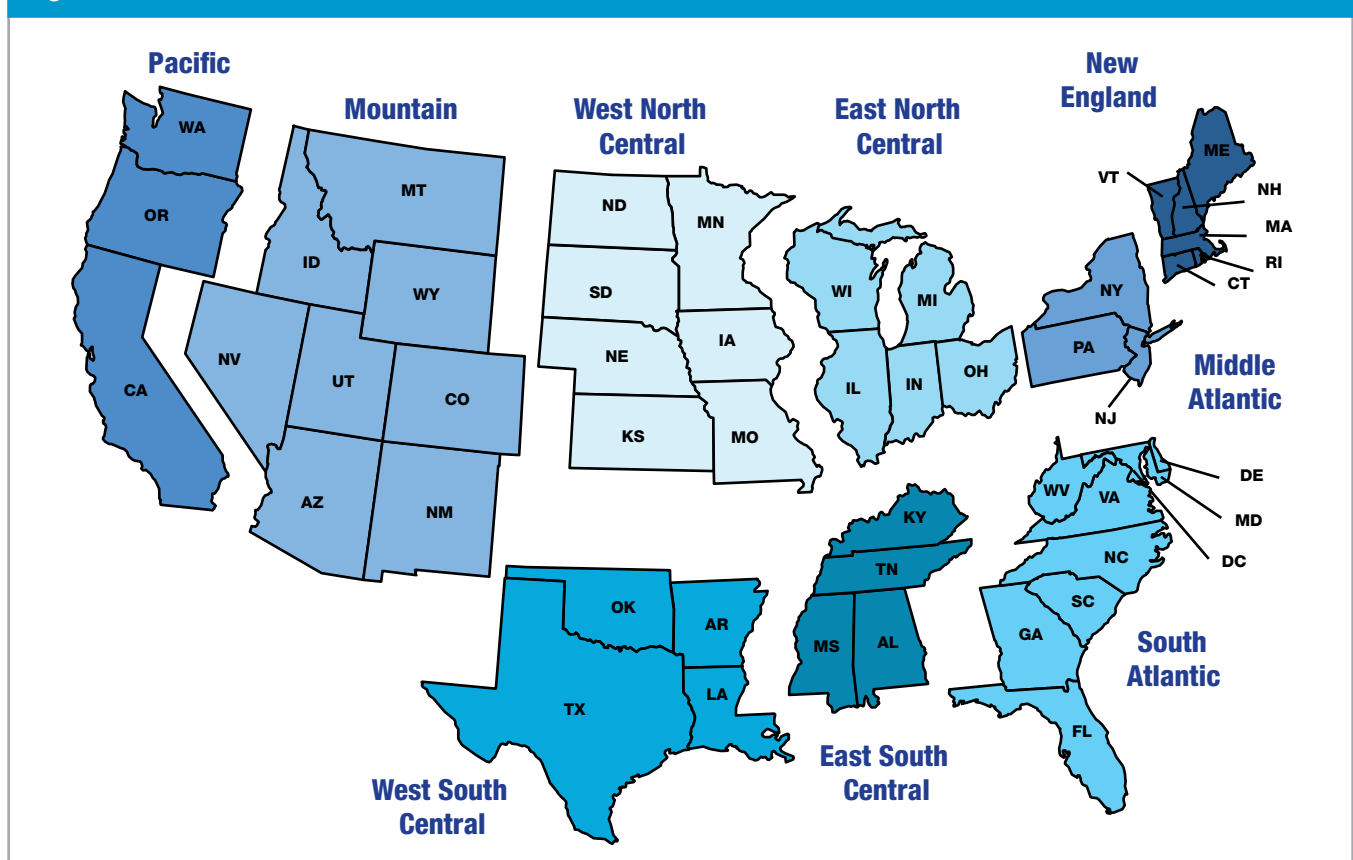 Pacific
WA
OR
CA
Mountain
MT
ID
WY
NV
UT
CO
AZ
NM
West North
Central
ND
MN
SD
IA
NE
KS
MO
East North
Central
WI
MI
IL
IN
OH
New
England
ME
VT
NH
MA
RI
CT
NY
PA
NJ
Middle
Atlantic
WV
VA
DE
MD
DC
NC
SC
GA
FL
South
Atlantic
KY
TN
MS
AL
East South
Central
OK
AR
TX
LA
West South
Central